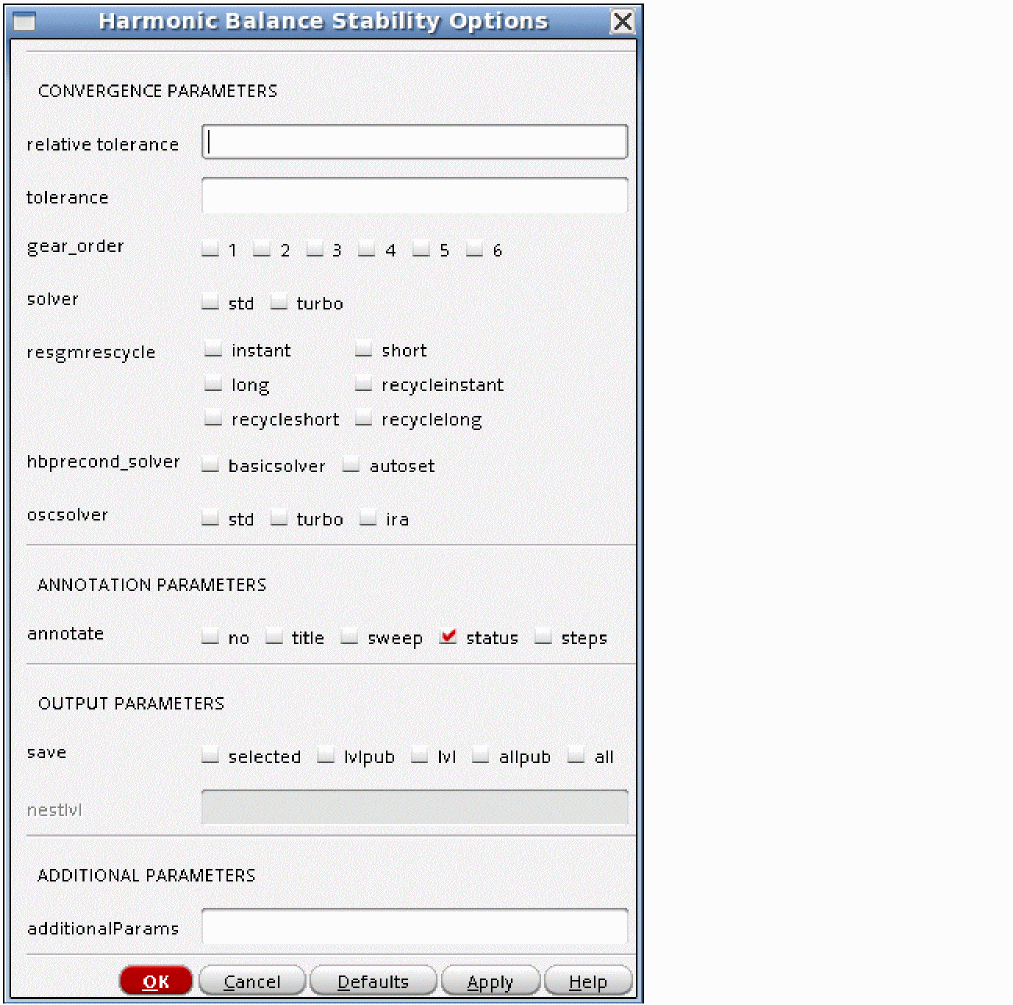 Harmonic Balance Stability Options
CONVERGENCE PARAMETERS
relative tolerance
tolerance
gear_order 1 2 3 4 5 6
solver std turbo
resgmrescycle instant short
long recycleinstant
recycleshort recyclelong
hbprecond_solver basicsolver autoset
oscsolver std turbo ira
ANNOTATION PARAMETERS
annotate no title sweep status steps
OUTPUT PARAMETERS
save selected lvlpub lvl allpub all
nestlvl
ADDITIONAL PARAMETERS
additionalParams
OK Cancel Defaults Apply Help